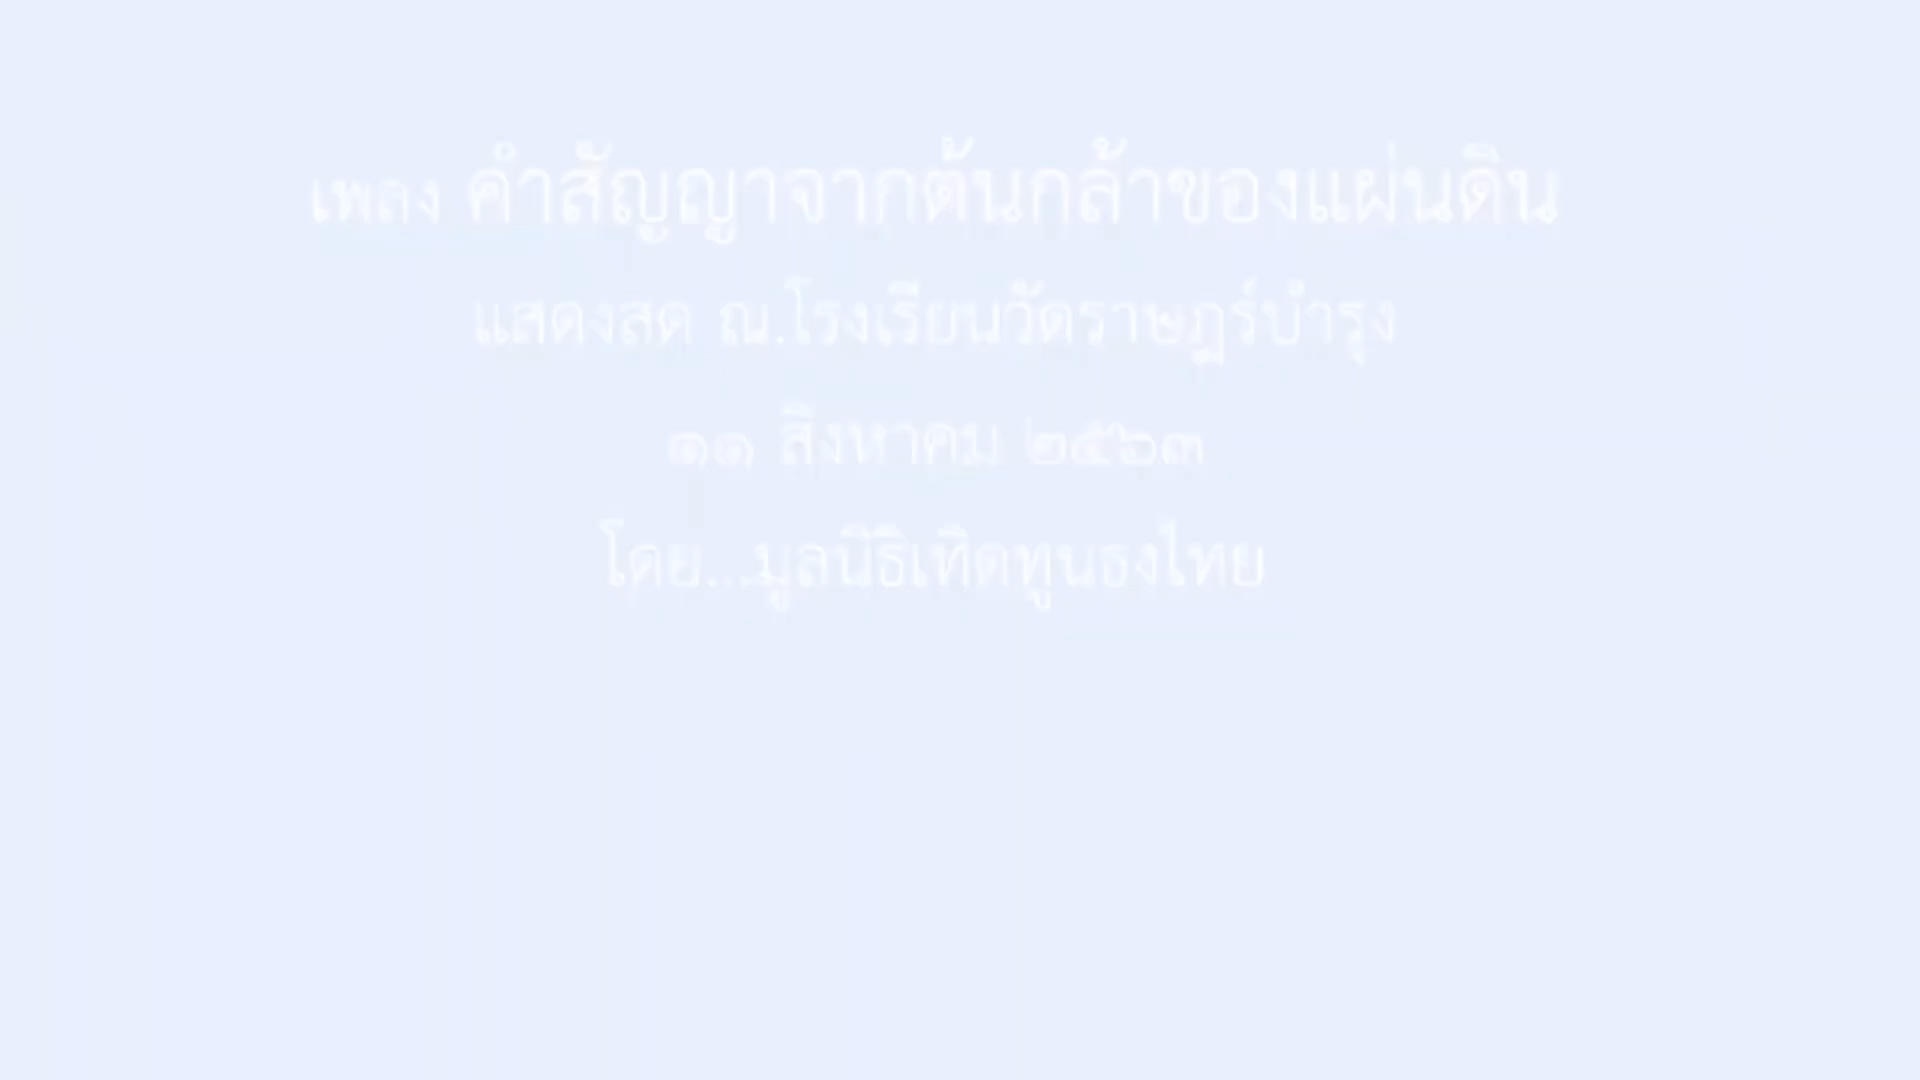 เพลง คำสัญญาจากต้นกล้าของแผ่นดิน
แสดงสด ณ.โรงเรียนวัดราษฎร์บำรุง
๑๑ สิงหาคม ๒๕๖๓
โดย...มูลนิธิเทิดทูนธงไทย